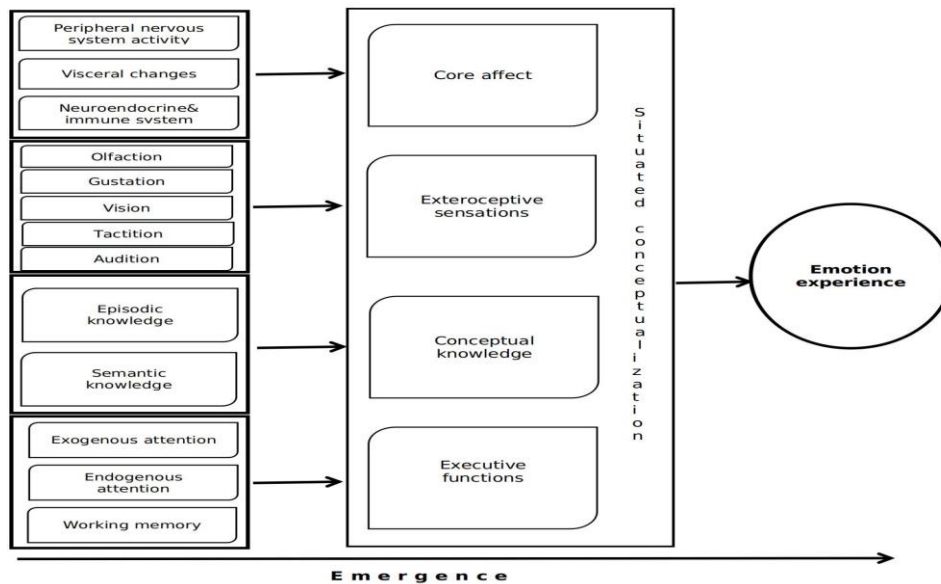 Peripheral nervous
system activity
Visceral changes
Neuroendocrine&
immune system
Olfaction
Gustation
Vision
Tactition
Audition
Episodic
knowledge
Semantic
knowledge
Exogenous attention
Endogenous
attention
Working memory
Core affect
Exteroceptive
sensations
Conceptual
knowledge
Executive
functions
Situated conceptualization
Emotion
experience
Emergence